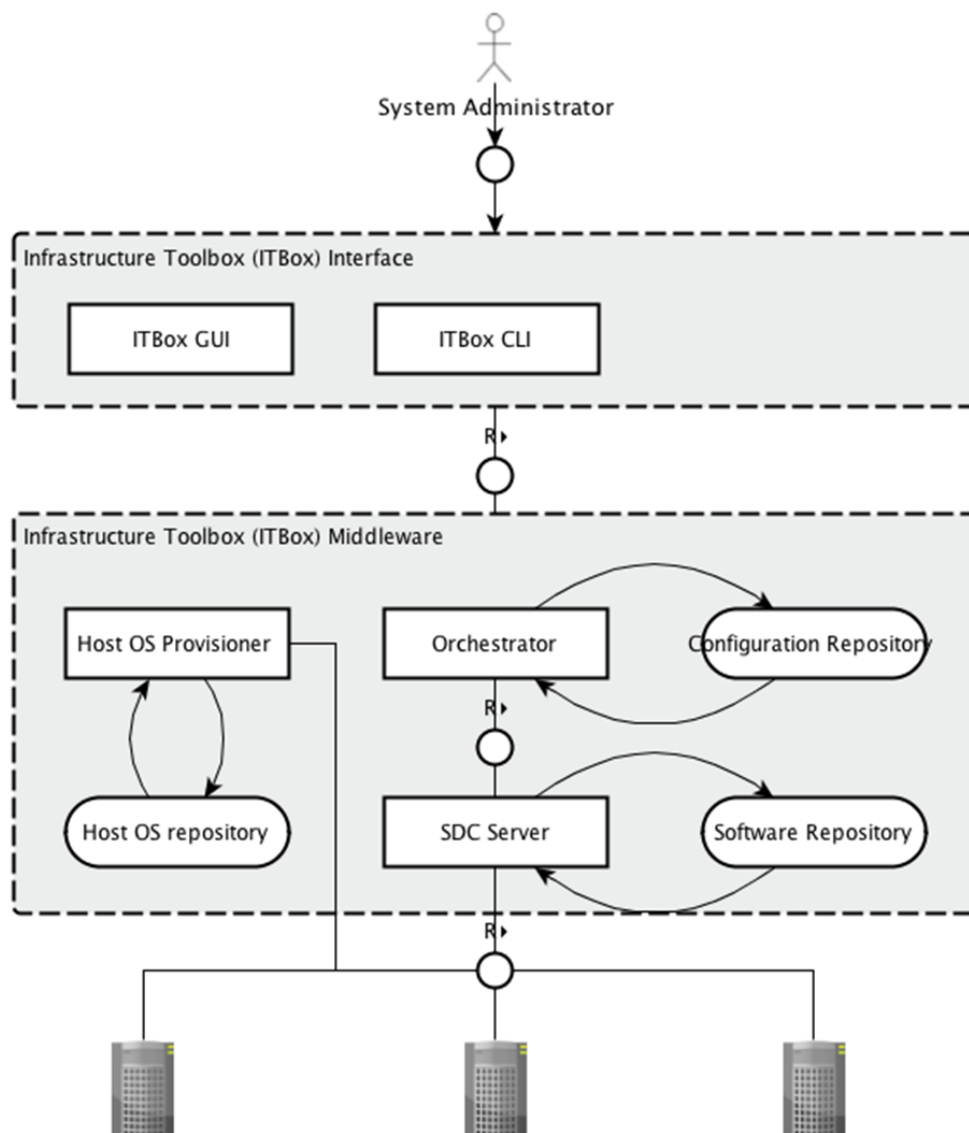 System Administrator
Infrastructure Toolbox (ITBox) Interface
ITBox GUI
ITBox CLI
R
Infrastructure Toolbox (ITBox) Middleware
Host OS Provisioner
Orchestrator
Configuration Repository
R
Host OS repository
SDC Server
Software Repository
R